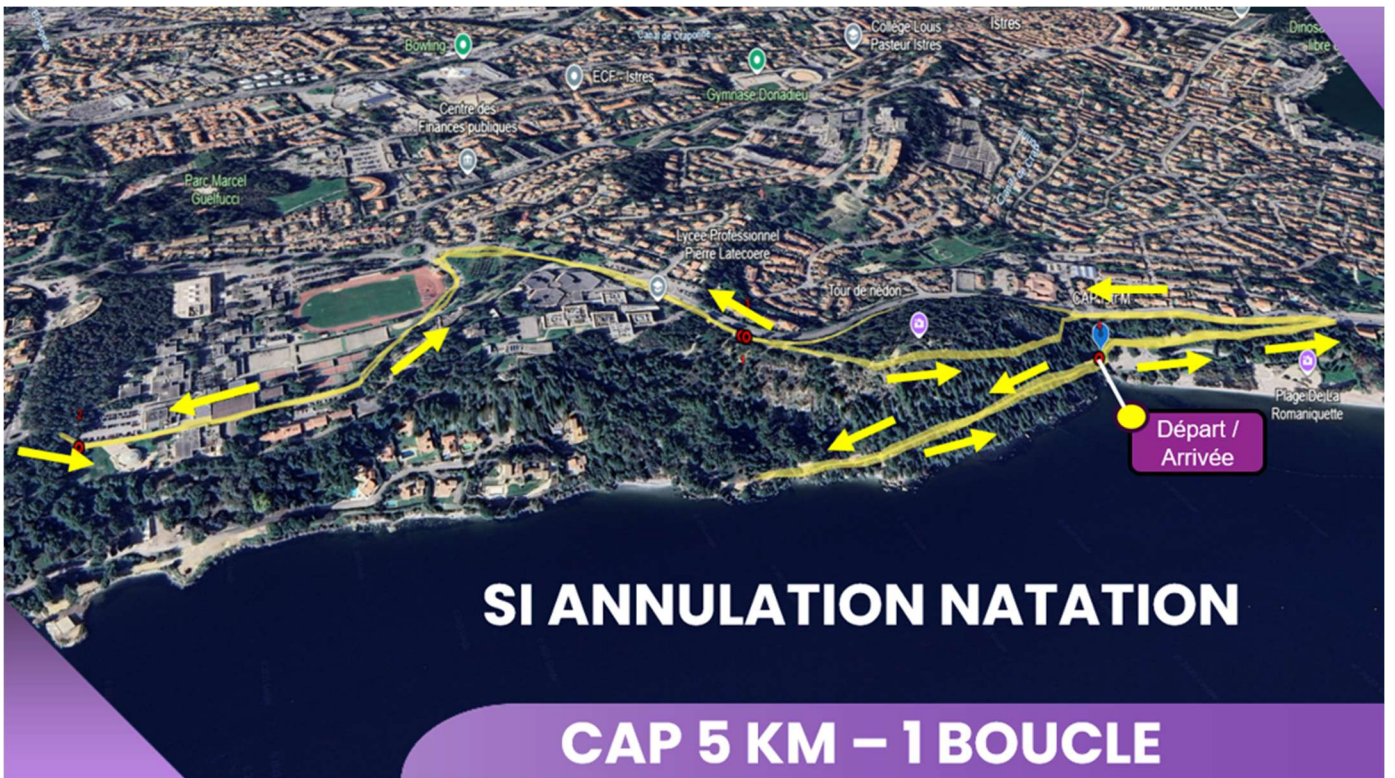 Istres
Collège Louis
Pasteur Istres
Canal de Craponne
Bowling
ECF - Istres
Gymnase Donadieu
Centre des
Finances publiques
Parc Marcel
Guelfucci
Lycée Professionnel
Pierre Latecoere
Tour de nedon
Plage De La
Romaniquette
Départ /
Arrivée
SI ANNULATION NATATION
CAP 5 KM – 1 BOUCLE